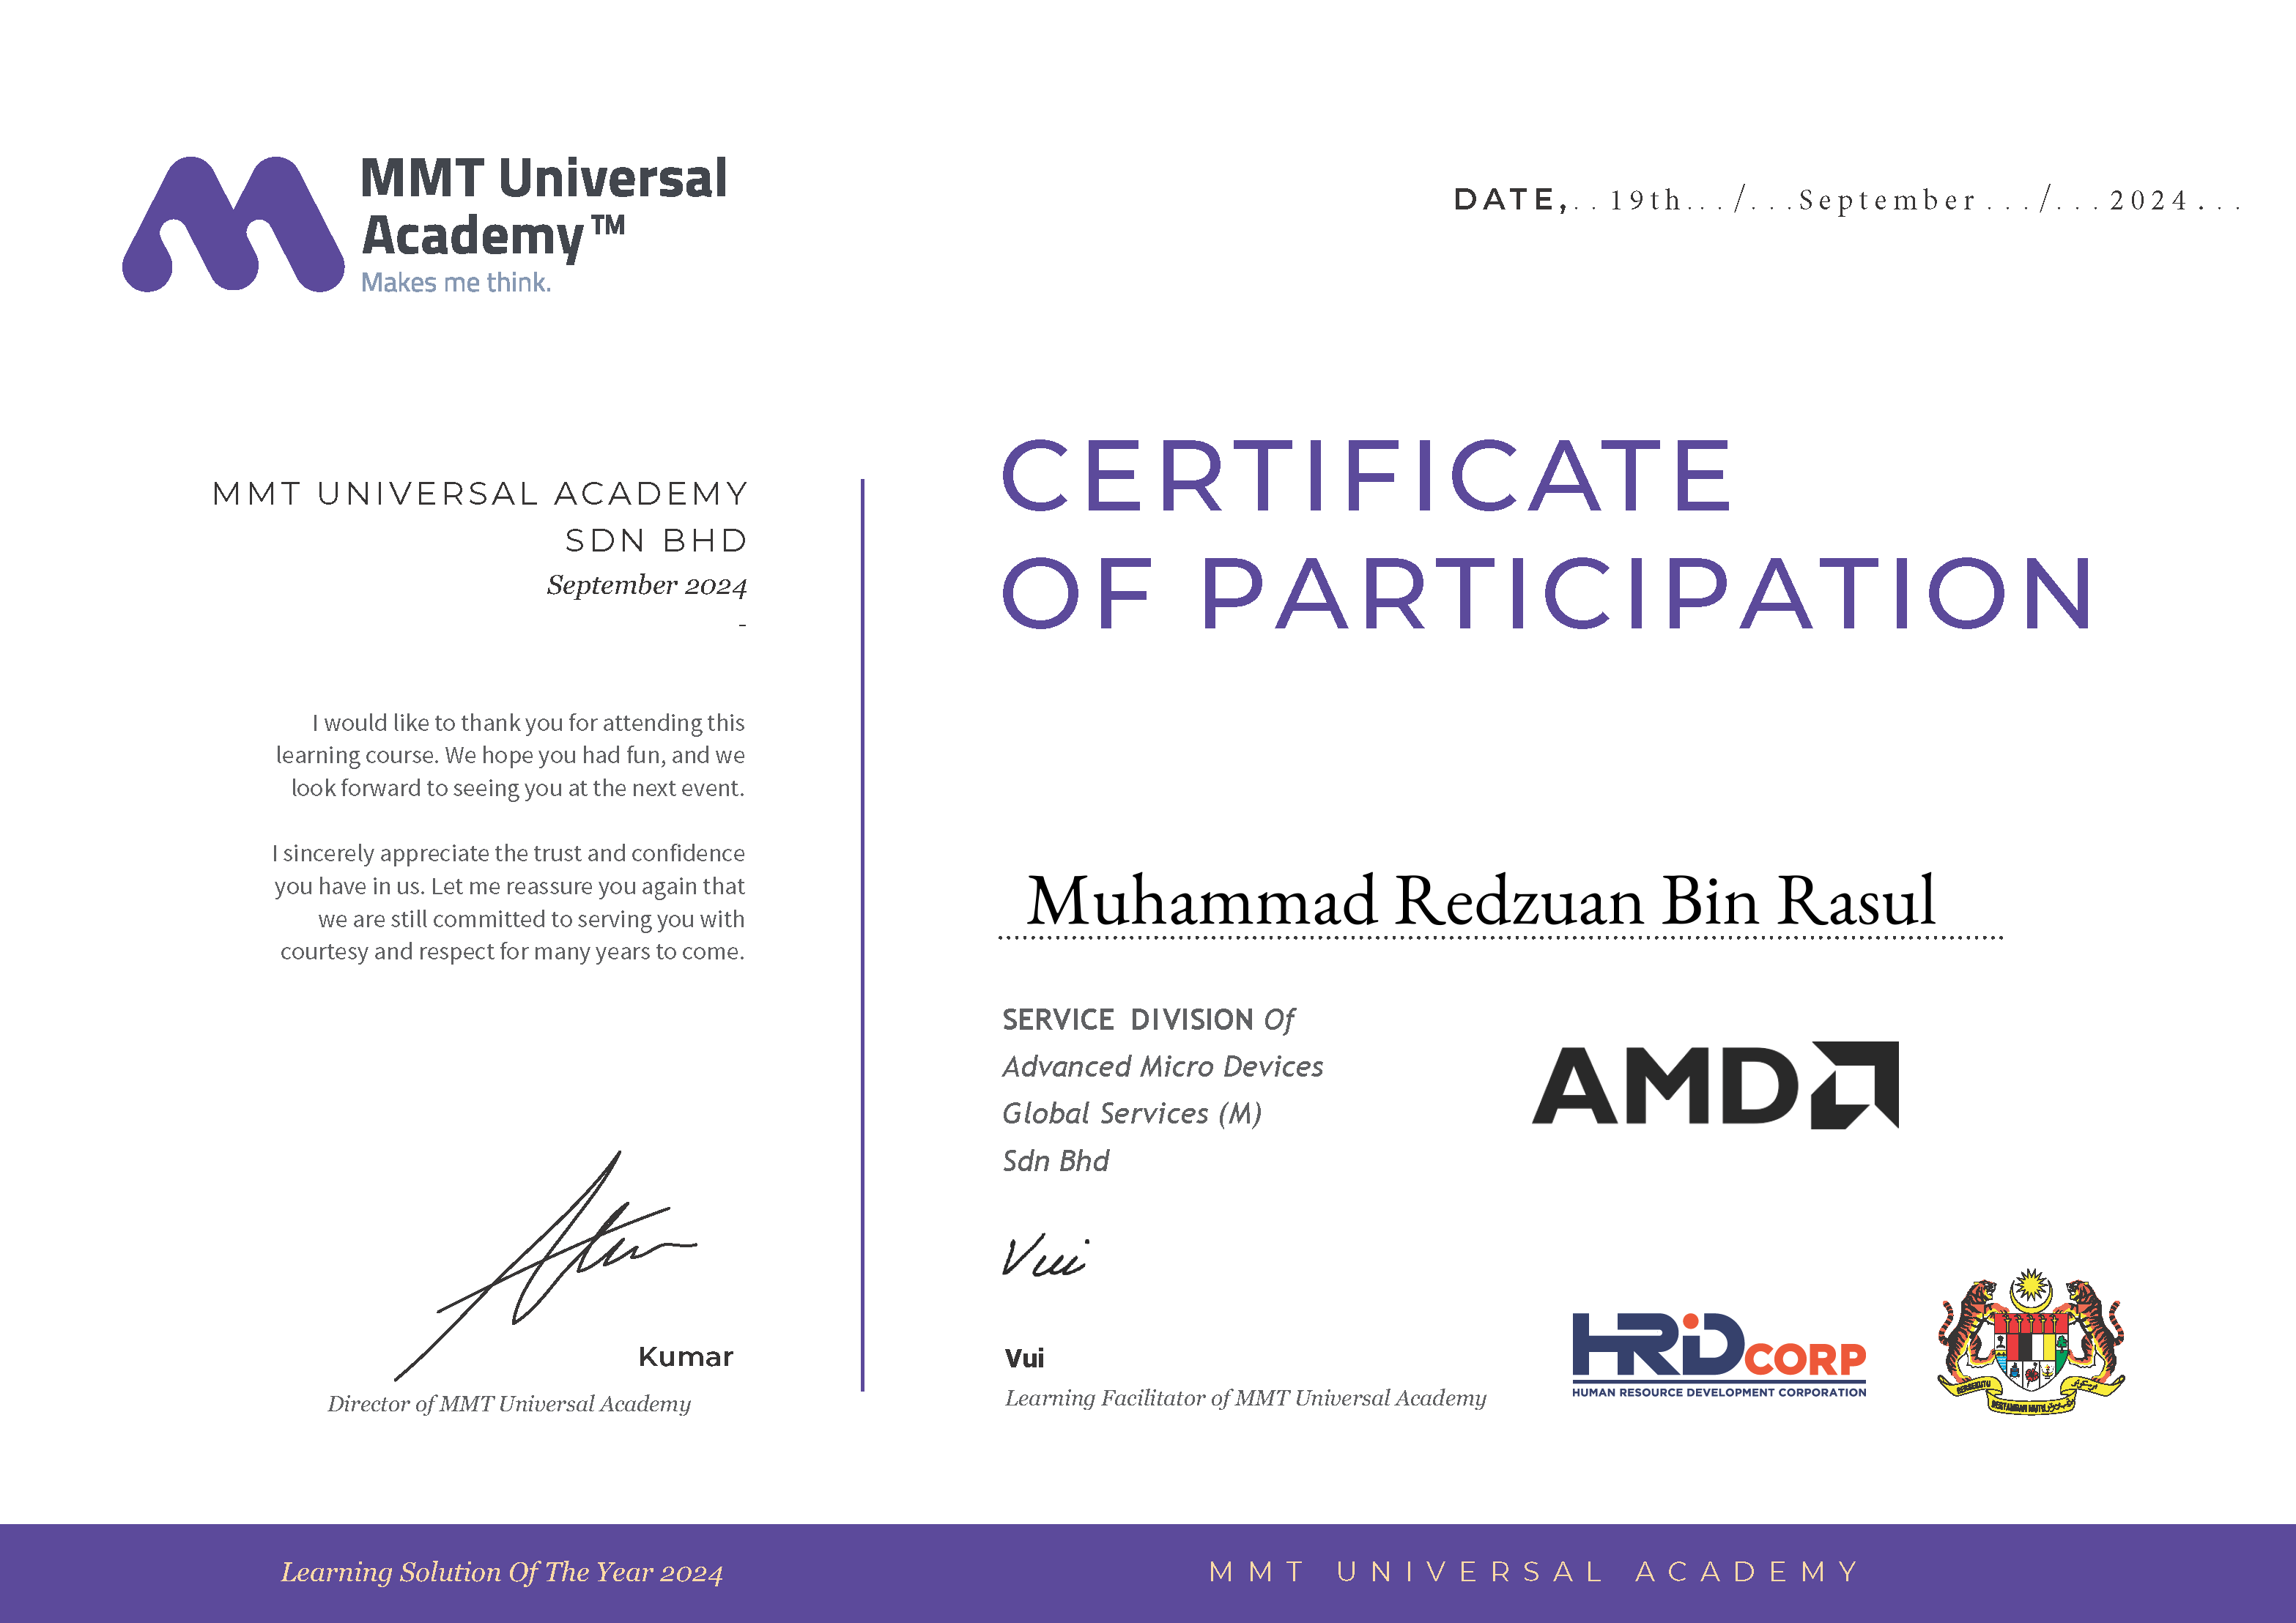 MMT Universal
Academy™
Makes me think.
DATE,. . 19th. . . /. . . September . . . /. . . 2024 . . .
MMT UNIVERSAL ACADEMY
SDN BHD
September 2024
-
I would like to thank you for attending this
learning course. We hope you had fun, and we
look forward to seeing you at the next event.
I sincerely appreciate the trust and confidence
you have in us. Let me reassure you again that
we are still committed to serving you with
courtesy and respect for many years to come.
Kumar
Director of MMT Universal Academy
CERTIFICATE
OF PARTICIPATION
Muhammad Redzuan Bin Rasul
SERVICE DIVISION Of
Advanced Micro Devices
Global Services (M)
Sdn Bhd
AMD
Vui
Vui
Learning Facilitator of MMT Universal Academy
HRD CORP
HUMAN RESOURCE DEVELOPMENT CORPORATION
BERSEKUTU
BERTAMBAH MUTU
Learning Solution Of The Year 2024
MMT UNIVERSAL ACADEMY